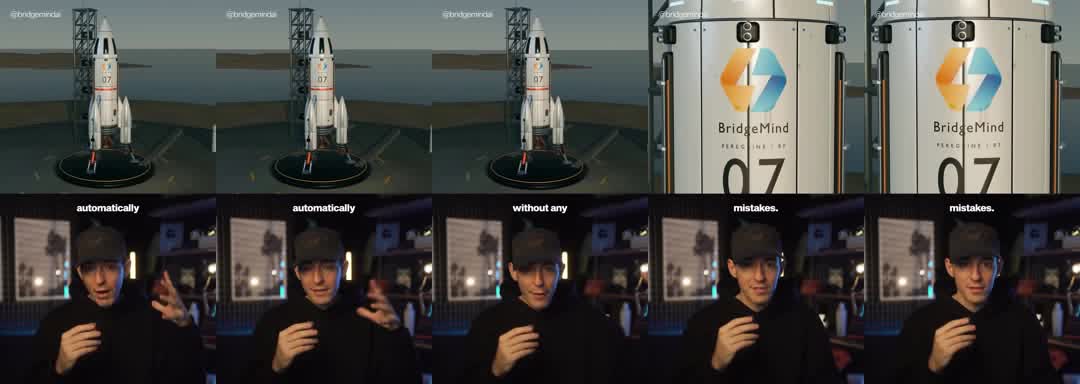 @bridgemindai
@bridgemindai
@bridgemindai
@bridgemindai
@bridgemindai
07
07
07
BridgeMind
PEREGRINE | 07
07
BridgeMind
PEREGRINE | 07
07
automatically
automatically
without any
mistakes.
mistakes.